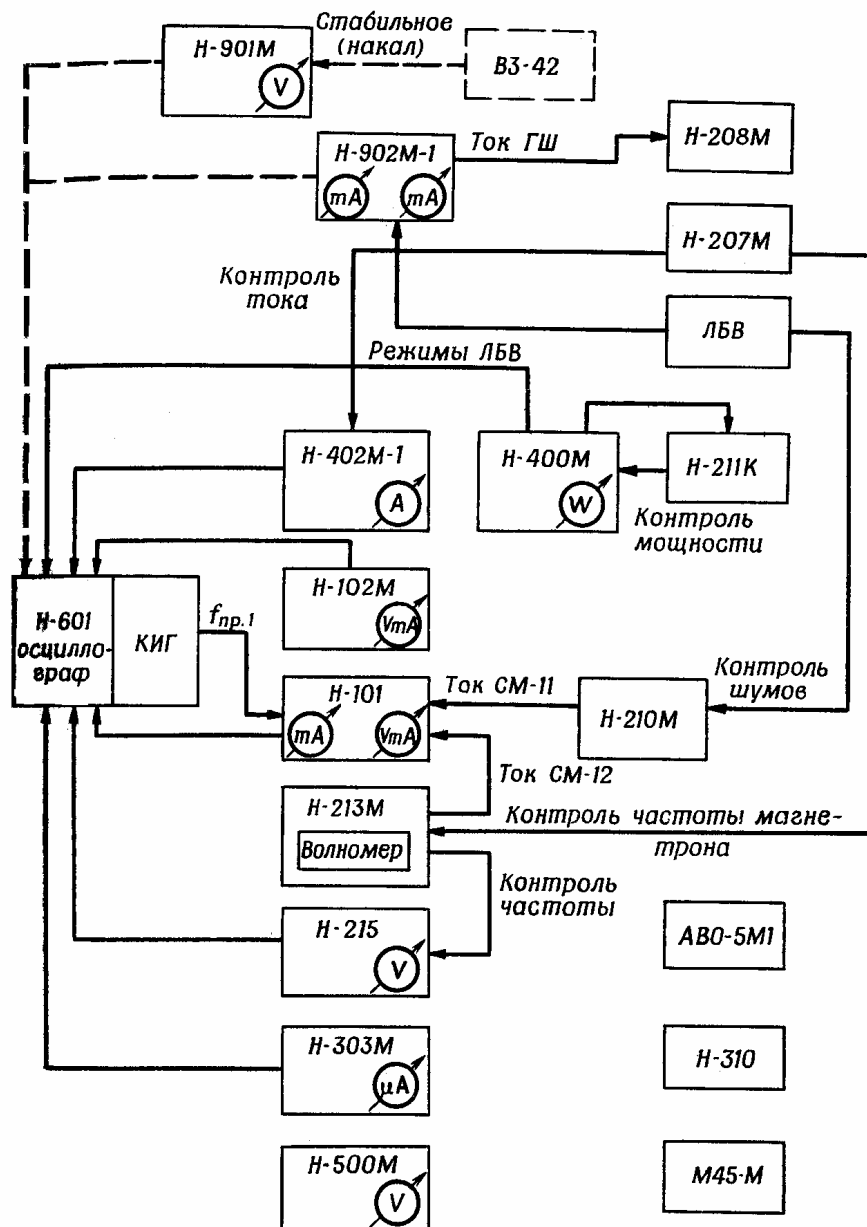 Стабильное
(накал)
Н-901М
V
В3-42
Ток ГШ
Н-902М-1
mA
mA
Н-208М
Н-207М
Контроль
тока
ЛБВ
Режимы ЛБВ
Н-402М-1
A
Н-400М
W
Н-211К
Контроль
мощности
Н-102М
VmA
Н-601
осцилло-
граф
КИГ
fпр.1
Н-101
mA
VmA
Ток СМ-11
Контроль
шумов
Н-210М
Ток СМ-12
Н-213М
Волномер
Контроль частоты магне-
трона
Контроль
частоты
Н-215
V
АВО-5М1
Н-303М
μA
Н-310
Н-500М
V
М45-М